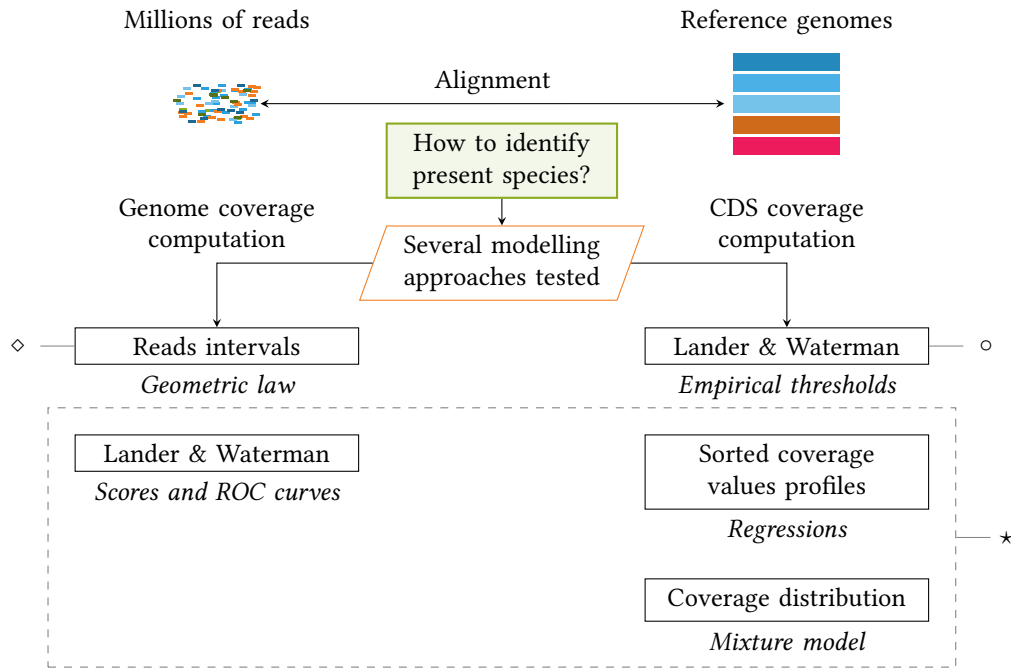 Millions of reads
Reference genomes
Alignment
How to identify
present species?
Genome coverage
computation
CDS coverage
computation
Several modelling
approaches tested
Reads intervals
Geometric law
Lander & Waterman
Empirical thresholds
Lander & Waterman
Scores and ROC curves
Sorted coverage
values profiles
Regressions
Coverage distribution
Mixture model